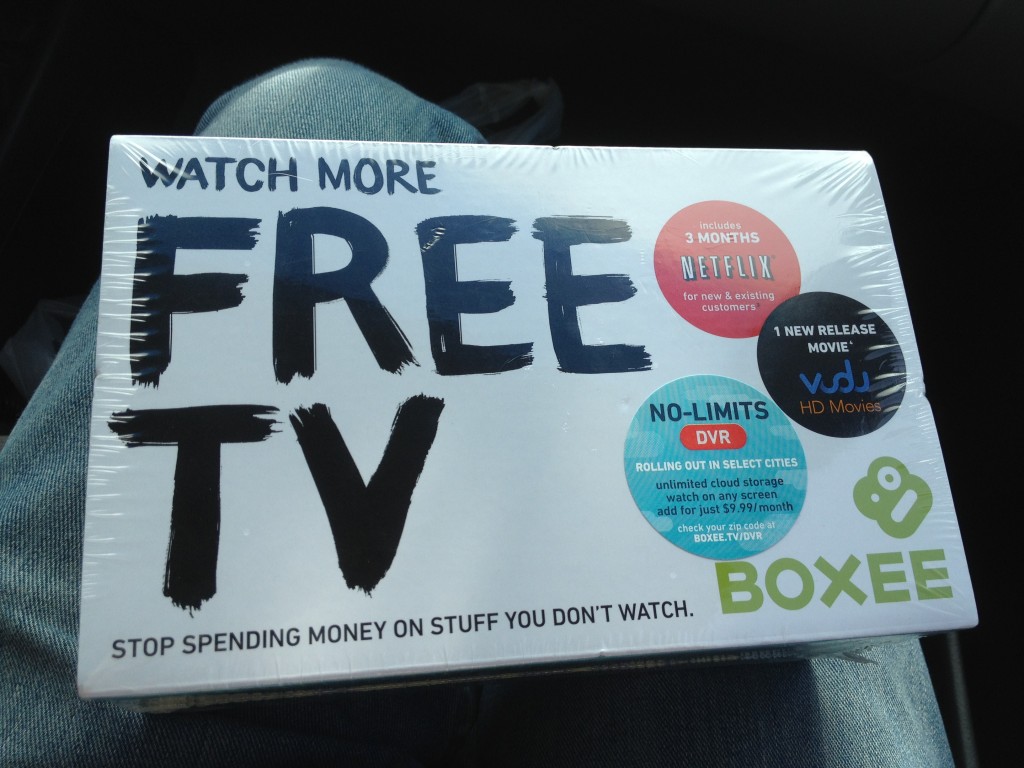 WATCH MORE
FREE
TV
STOP SPENDING MONEY ON STUFF YOU DON'T WATCH.
includes
3 MONTHS
NETFLIX
for new & existing
customers
1 NEW RELEASE
MOVIE
vudu
HD Movies
NO-LIMITS
DVR
ROLLING OUT IN SELECT CITIES
unlimited cloud storage
watch on any screen
add for just $9.99/month
check your zip code at
BOXEE.TV/DVR
BOXEE